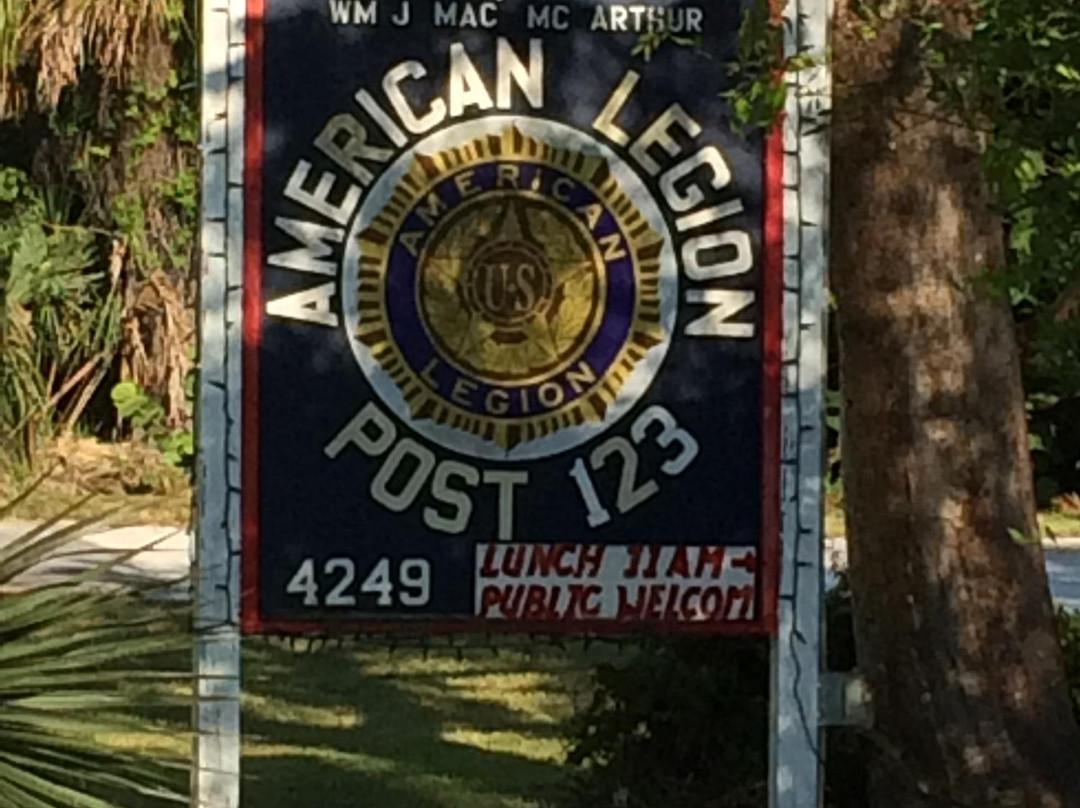 WM J MAC MC ARTHUR
AMERICAN LEGION
AMERICAN
U.S
LEGION
POST 123
4249
LUNCH 11AM-
PUBLIC WELCOM